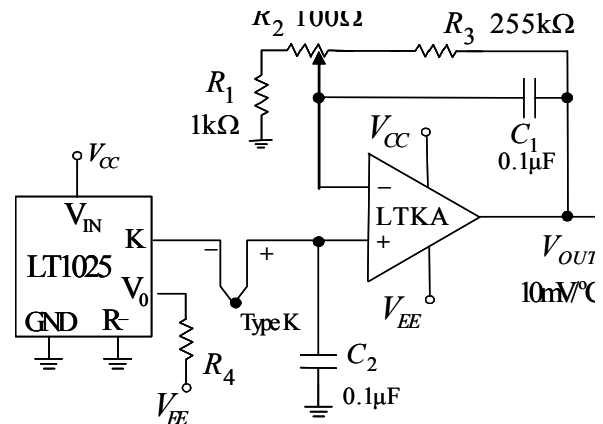 R2 100Ω
R3 255kΩ
R1
1kΩ
VCC
C1
0.1μF
VCC
VIN
K
LT1025
V0
GND R–
– +
Type K
R4
VEE
–
LTKA
+
VEE
C2
0.1μF
VOUT
10mV/°C